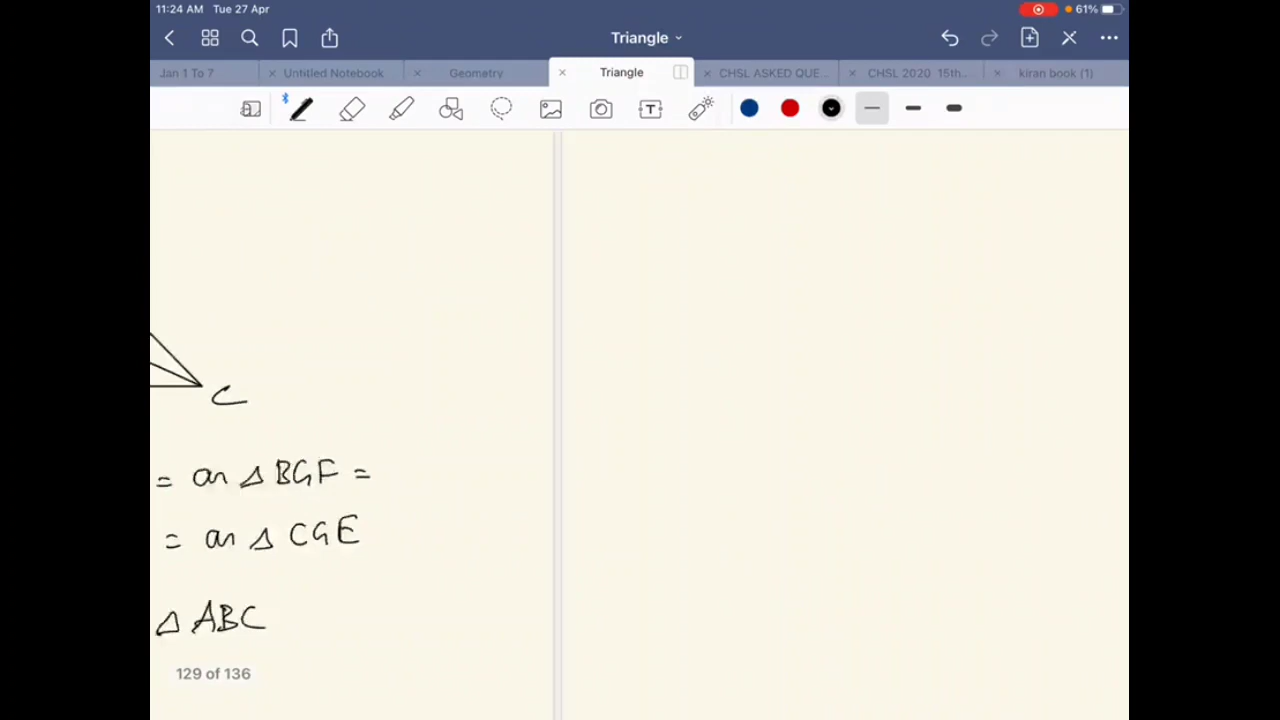 11:24 AM Tue 27 Apr
61%
Triangle
Jan 1 To 7
Untitled Notebook
Geometry
Triangle
CHSL ASKED QUE...
CHSL 2020 15th...
kiran book (1)
T
C
= ar △ BGF =
= ar △ CGE
△ ABC
129 of 136